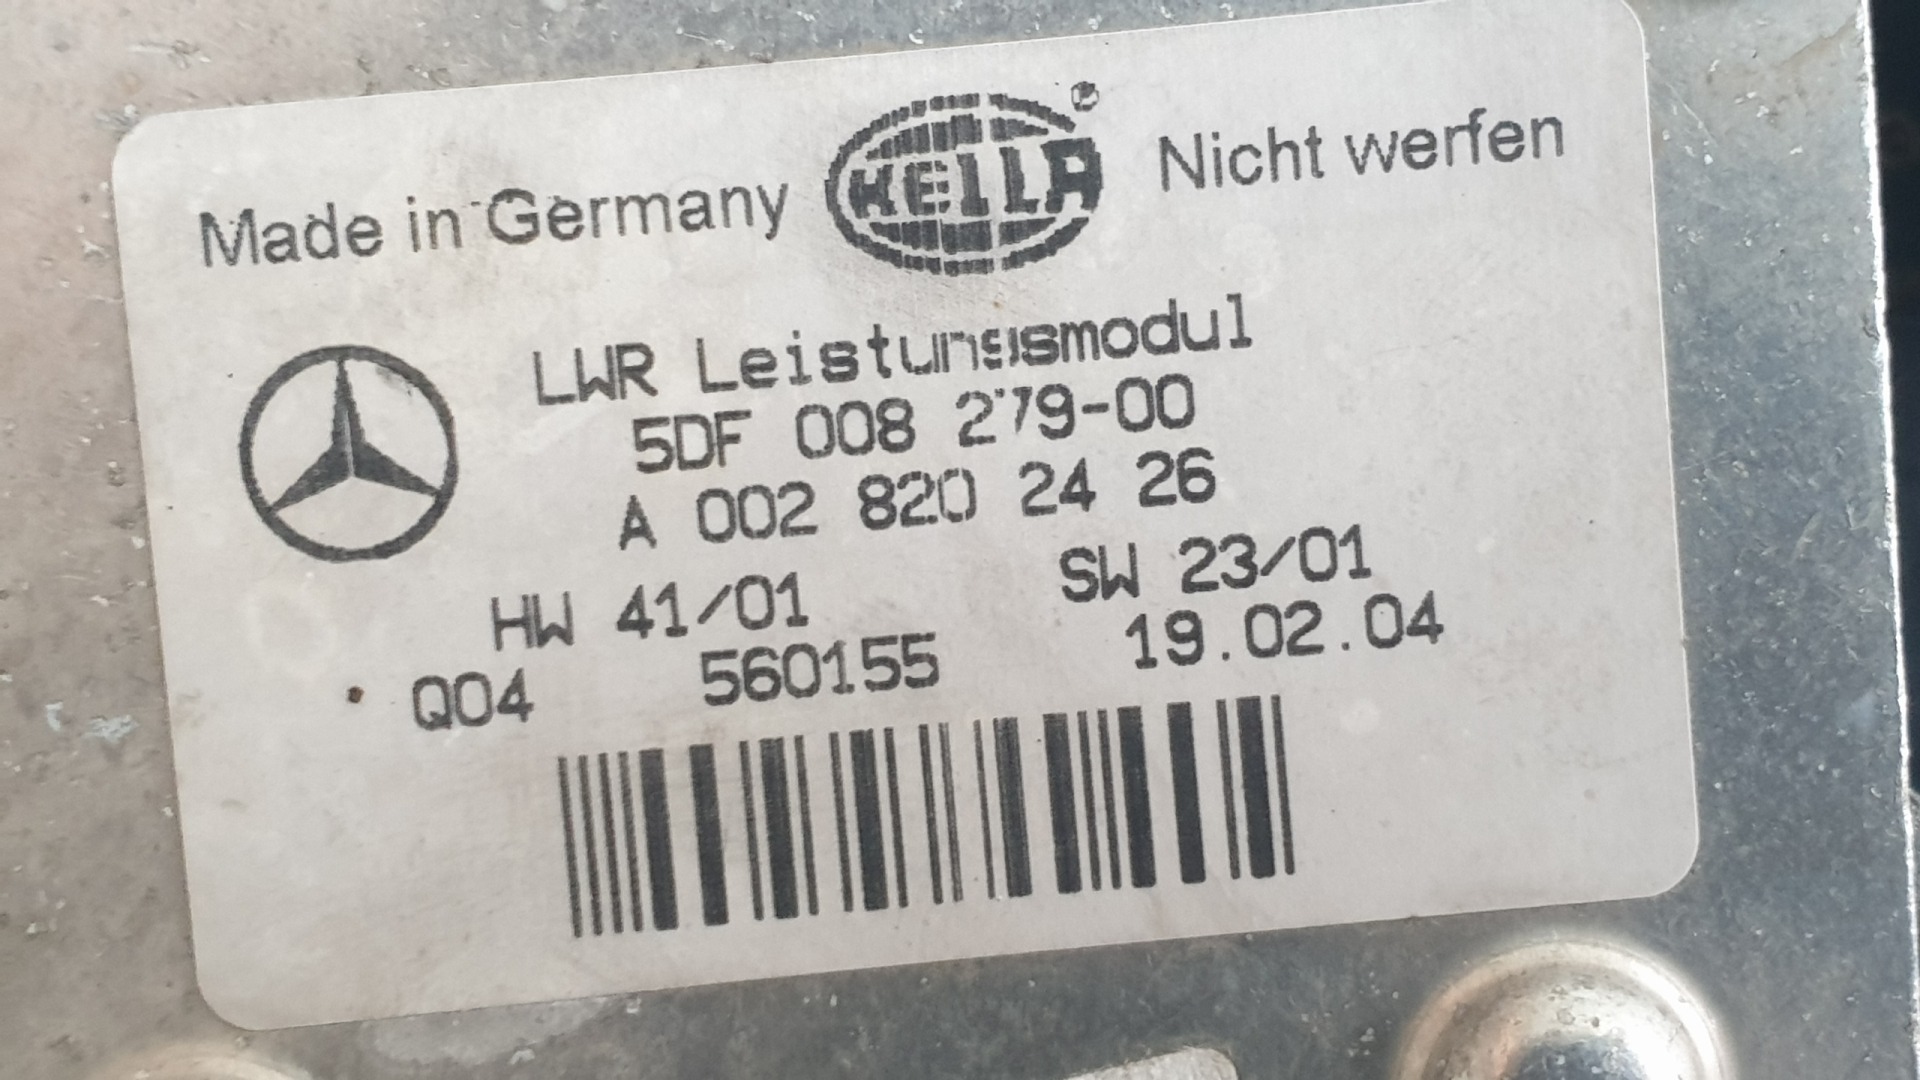 Made in Germany HELLA® Nicht werfen
LWR Leistungsmodul
5DF 008 279-00
A 002 820 24 26
HW 41/01 SW 23/01
Q04 560155 19.02.04